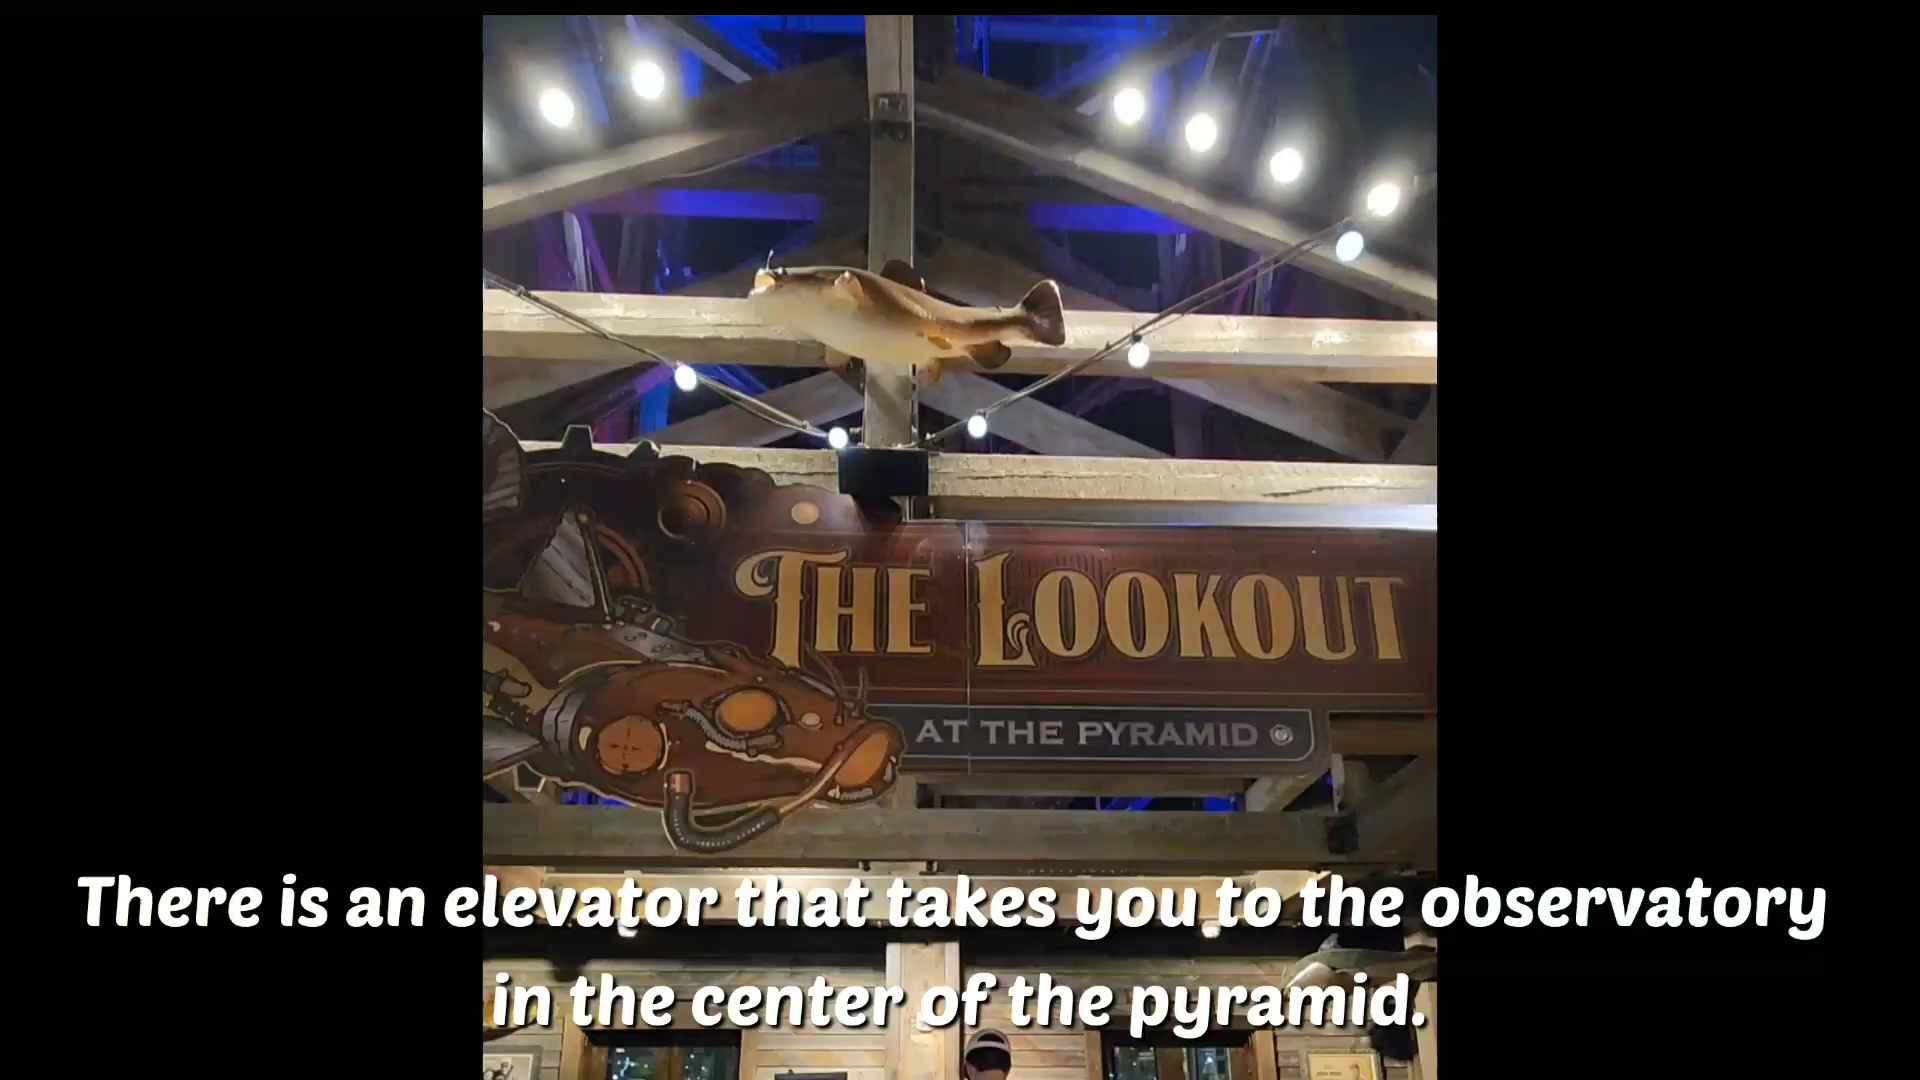 THE LOOKOUT
AT THE PYRAMID
There is an elevator that takes you to the observatory
in the center of the pyramid.